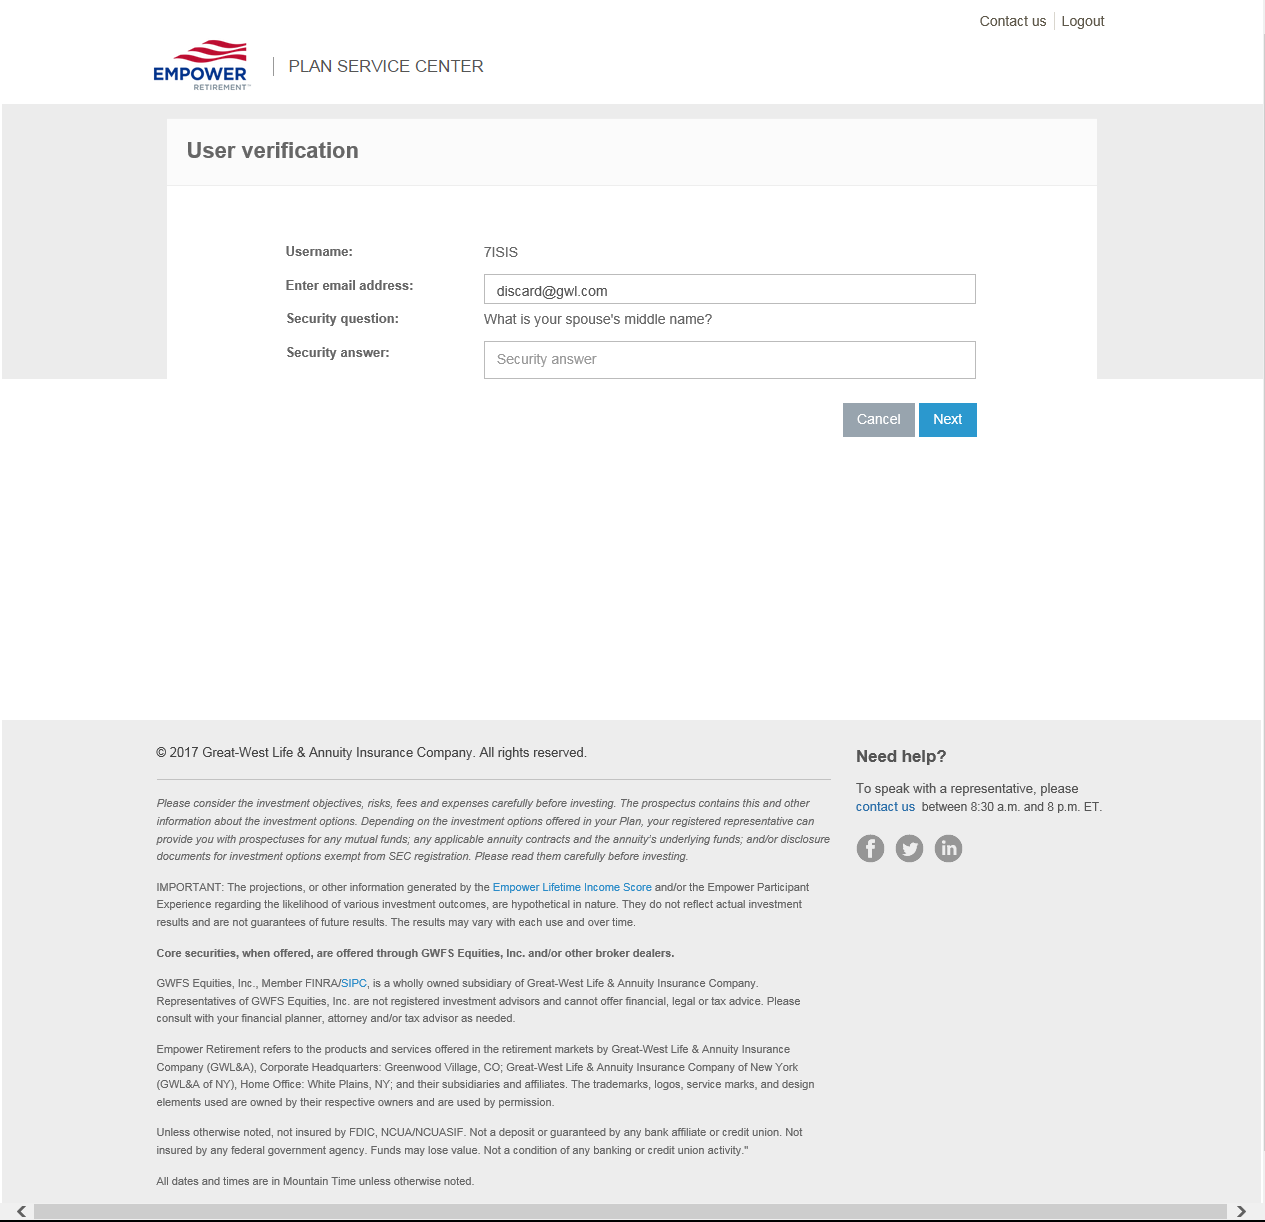 Contact us
Logout
EMPOWER
RETIREMENT™
PLAN SERVICE CENTER
User verification
Username:
7ISIS
Enter email address:
discard@gwl.com
Security question:
What is your spouse's middle name?
Security answer:
Security answer
Cancel
Next
© 2017 Great-West Life & Annuity Insurance Company. All rights reserved.
Please consider the investment objectives, risks, fees and expenses carefully before investing. The prospectus contains this and other
information about the investment options. Depending on the investment options offered in your Plan, your registered representative can
provide you with prospectuses for any mutual funds; any applicable annuity contracts and the annuity's underlying funds; and/or disclosure
documents for investment options exempt from SEC registration. Please read them carefully before investing.
IMPORTANT: The projections, or other information generated by the Empower Lifetime Income Score and/or the Empower Participant
Experience regarding the likelihood of various investment outcomes, are hypothetical in nature. They do not reflect actual investment
results and are not guarantees of future results. The results may vary with each use and over time.
Core securities, when offered, are offered through GWFS Equities, Inc. and/or other broker dealers.
GWFS Equities, Inc., Member FINRA/SIPC, is a wholly owned subsidiary of Great-West Life & Annuity Insurance Company.
Representatives of GWFS Equities, Inc. are not registered investment advisors and cannot offer financial, legal or tax advice. Please
consult with your financial planner, attorney and/or tax advisor as needed.
Empower Retirement refers to the products and services offered in the retirement markets by Great-West Life & Annuity Insurance
Company (GWL&A), Corporate Headquarters: Greenwood Village, CO; Great-West Life & Annuity Insurance Company of New York
(GWL&A of NY), Home Office: White Plains, NY; and their subsidiaries and affiliates. The trademarks, logos, service marks, and design
elements used are owned by their respective owners and are used by permission.
Unless otherwise noted, not insured by FDIC, NCUA/NCUASIF. Not a deposit or guaranteed by any bank affiliate or credit union. Not
insured by any federal government agency. Funds may lose value. Not a condition of any banking or credit union activity."
All dates and times are in Mountain Time unless otherwise noted.
Need help?
To speak with a representative, please
contact us between 8:30 a.m. and 8 p.m. ET.
f
in